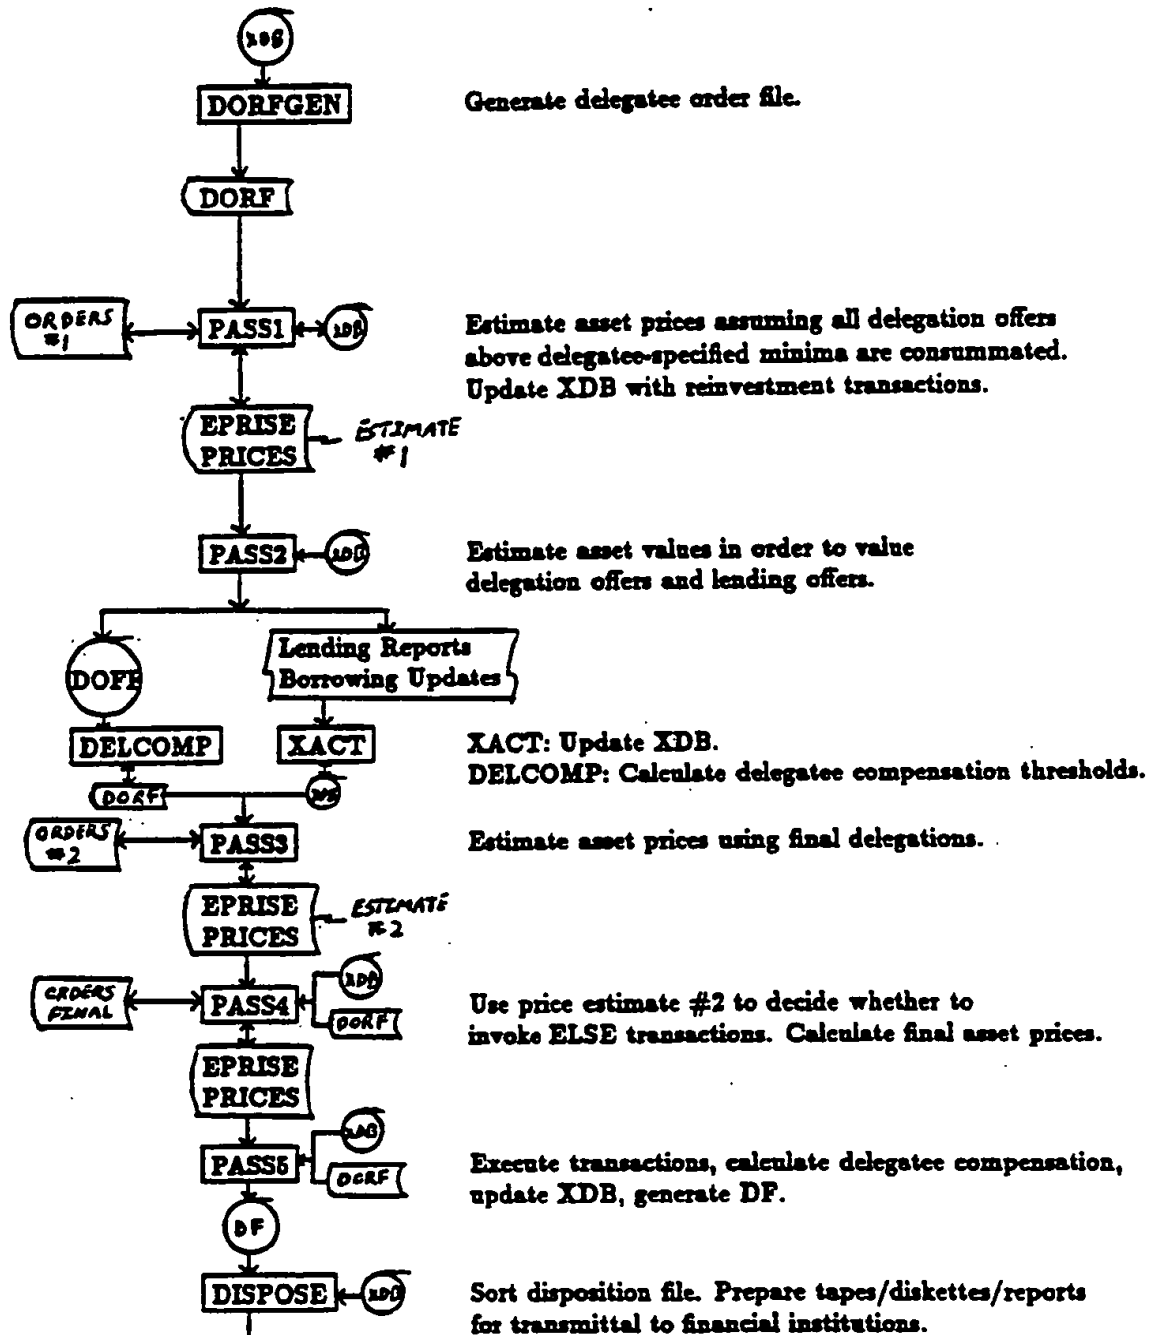 XDB
DORFGEN
Generate delegatee order file.
DORF
ORDERS
#1
PASS1
XDB
Estimate asset prices assuming all delegation offers
above delegatee-specified minima are consummated.
Update XDB with reinvestment transactions.
EPRISE
PRICES
ESTIMATE
#1
PASS2
XDB
Estimate asset values in order to value
delegation offers and lending offers.
DOFF
Lending Reports
Borrowing Updates
DELCOMP
XACT
XACT: Update XDB.
DELCOMP: Calculate delegatee compensation thresholds.
DORF
XDB
ORDERS
#2
PASS3
Estimate asset prices using final delegations.
EPRISE
PRICES
ESTIMATE
#2
ORDERS
FINAL
PASS4
XDB
DORF
Use price estimate #2 to decide whether to
invoke ELSE transactions. Calculate final asset prices.
EPRISE
PRICES
PASS5
XDB
DORF
Execute transactions, calculate delegatee compensation,
update XDB, generate DF.
DF
DISPOSE
XDB
Sort disposition file. Prepare tapes/diskettes/reports
for transmittal to financial institutions.